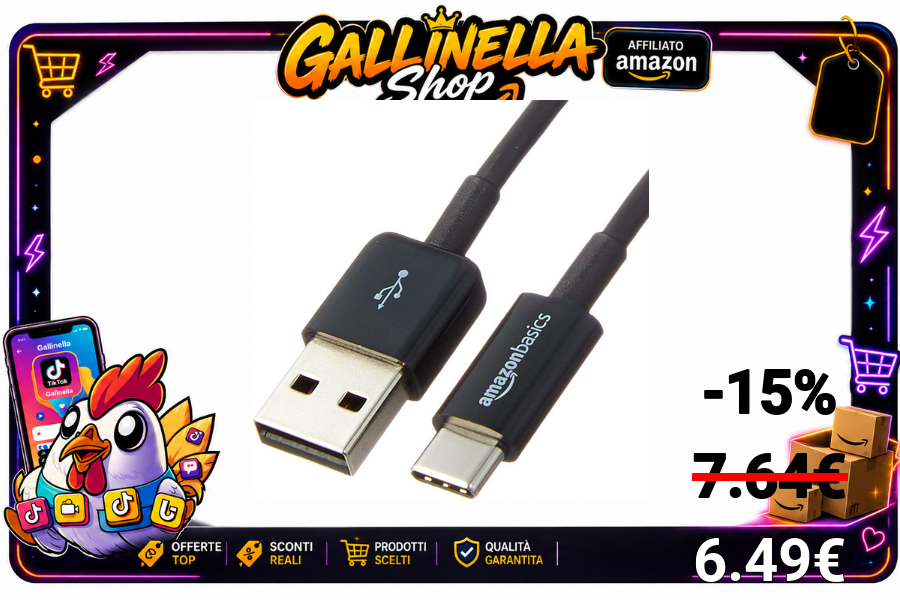 GALLINELLA
Shop
AFFILIATO
amazon
Gallinella
TikTok
Gallinella
amazonbasics
-15%
7.64€
6.49€
OFFERTE
TOP
SCONTI
REALI
PRODOTTI
SCELTI
QUALITÀ
GARANTITA